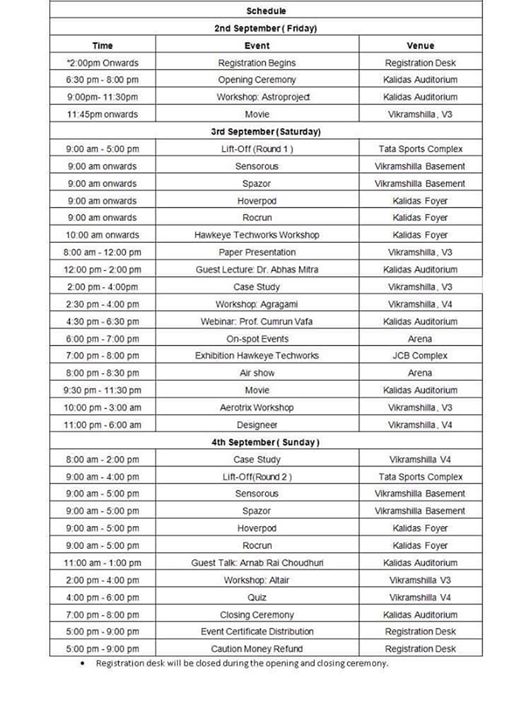 Schedule
2nd September ( Friday)
Time Event Venue
*2:00pm Onwards Registration Begins Registration Desk
6:30 pm - 8:00 pm Opening Ceremony Kalidas Auditorium
9:00pm- 11:30pm Workshop: Astroproject Kalidas Auditorium
11:45pm onwards Movie Vikramshilla, V3
3rd September (Saturday)
9:00 am - 5:00 pm Lift-Off (Round 1 ) Tata Sports Complex
9:00 am onwards Sensorous Vikramshilla Basement
9:00 am onwards Spazor Vikramshilla Basement
9:00 am onwards Hoverpod Kalidas Foyer
9:00 am onwards Rocrun Kalidas Foyer
10:00 am onwards Hawkeye Techworks Workshop Kalidas Foyer
8:00 am - 12:00 pm Paper Presentation Vikramshilla, V3
12:00 pm - 2:00 pm Guest Lecture: Dr. Abhas Mitra Kalidas Auditorium
2:00 pm - 4:00pm Case Study Vikramshilla, V3
2:30 pm - 4:00 pm Workshop: Agragami Vikramshilla, V4
4:30 pm - 6:30 pm Webinar: Prof. Cumrun Vafa Kalidas Auditorium
6:00 pm - 7:00 pm On-spot Events Arena
7:00 pm - 8:00 pm Exhibition Hawkeye Techworks JCB Complex
8:00 pm - 8:30 pm Air show Arena
9:30 pm - 11:30 pm Movie Kalidas Auditorium
10:00 pm - 3:00 am Aerotrix Workshop Vikramshilla, V3
11:00 pm - 6:00 am Designeer Vikramshilla, V4
4th September ( Sunday )
8:00 am - 2:00 pm Case Study Vikramshilla V4
9:00 am - 4:00 pm Lift-Off(Round 2 ) Tata Sports Complex
9:00 am - 5:00 pm Sensorous Vikramshilla Basement
9:00 am - 5:00 pm Spazor Vikramshilla Basement
9:00 am - 5:00 pm Hoverpod Kalidas Foyer
9:00 am - 5:00 pm Rocrun Kalidas Foyer
11:00 am - 1:00 pm Guest Talk: Arnab Rai Choudhuri Kalidas Auditorium
2:00 pm - 4:00 pm Workshop: Altair Vikramshilla V3
4:00 pm - 6:00 pm Quiz Vikramshilla V4
7:00 pm - 8:00 pm Closing Ceremony Kalidas Auditorium
5:00 pm - 9:00 pm Event Certificate Distribution Registration Desk
5:00 pm - 9:00 pm Caution Money Refund Registration Desk
• Registration desk will be closed during the opening and closing ceremony.